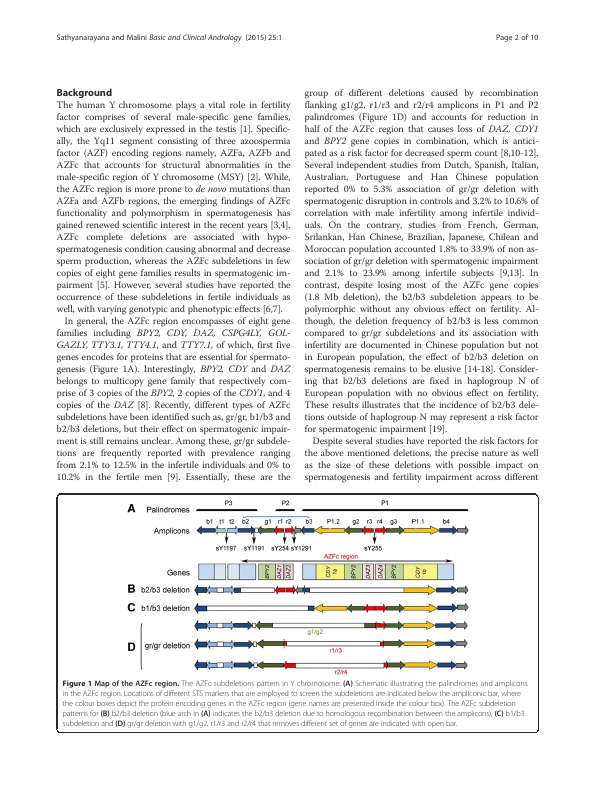 Sathyanarayana and Malini Basic and Clinical Andrology (2015) 25:1
Page 2 of 10
Background
The human Y chromosome plays a vital role in fertility
factor comprises of several male-specific gene families,
which are exclusively expressed in the testis [1]. Specific-
ally, the Yq11 segment consisting of three azoospermia
factor (AZF) encoding regions namely, AZFa, AZFb and
AZFc that accounts for structural abnormalities in the
male-specific region of Y chromosome (MSY) [2]. While,
the AZFc region is more prone to de novo mutations than
AZFa and AZFb regions, the emerging findings of AZFc
functionality and polymorphism in spermatogenesis has
gained renewed scientific interest in the recent years [3,4].
AZFc complete deletions are associated with hypo-
spermatogenesis condition causing abnormal and decrease
sperm production, whereas the AZFc subdeletions in few
copies of eight gene families results in spermatogenic im-
pairment [5]. However, several studies have reported the
occurrence of these subdeletions in fertile individuals as
well, with varying genotypic and phenotypic effects [6,7].
In general, the AZFc region encompasses of eight gene
families including BPY2, CDY, DAZ, CSPG4LY, GOL-
GAZLY, TTY3.1, TTY4.1, and TTY7.1, of which, first five
genes encodes for proteins that are essential for spermato-
genesis (Figure 1A). Interestingly, BPY2, CDY and DAZ
belongs to multicopy gene family that respectively com-
prise of 3 copies of the BPY2, 2 copies of the CDY1, and 4
copies of the DAZ [8]. Recently, different types of AZFc
subdeletions have been identified such as, gr/gr, b1/b3 and
b2/b3 deletions, but their effect on spermatogenic impair-
ment is still remains unclear. Among these, gr/gr subdele-
tions are frequently reported with prevalence ranging
from 2.1% to 12.5% in the infertile individuals and 0% to
10.2% in the fertile men [9]. Essentially, these are the
group of different deletions caused by recombination
flanking g1/g2, r1/r3 and r2/r4 amplicons in P1 and P2
palindromes (Figure 1D) and accounts for reduction in
half of the AZFc region that causes loss of DAZ, CDY1
and BPY2 gene copies in combination, which is antici-
pated as a risk factor for decreased sperm count [8,10-12].
Several independent studies from Dutch, Spanish, Italian,
Australian, Portuguese and Han Chinese population
reported 0% to 5.3% association of gr/gr deletion with
spermatogenic disruption in controls and 3.2% to 10.6% of
correlation with male infertility among infertile individ-
uals. On the contrary, studies from French, German,
Srilankan, Han Chinese, Brazilian, Japanese, Chilean and
Moroccan population accounted 1.8% to 33.9% of non as-
sociation of gr/gr deletion with spermatogenic impairment
and 2.1% to 23.9% among infertile subjects [9,13]. In
contrast, despite losing most of the AZFc gene copies
(1.8 Mb deletion), the b2/b3 subdeletion appears to be
polymorphic without any obvious effect on fertility. Al-
though, the deletion frequency of b2/b3 is less common
compared to gr/gr subdeletions and its association with
infertility are documented in Chinese population but not
in European population, the effect of b2/b3 deletion on
spermatogenesis remains to be elusive [14-18]. Consider-
ing that b2/b3 deletions are fixed in haplogroup N of
European population with no obvious effect on fertility.
These results illustrates that the incidence of b2/b3 dele-
tions outside of haplogroup N may represent a risk factor
for spermatogenic impairment [19].
Despite several studies have reported the risk factors for
the above mentioned deletions, the precise nature as well
as the size of these deletions with possible impact on
spermatogenesis and fertility impairment across different
A
Palindromes
P3 P2 P1
b1 t1 t2 b2 g1 r1 r2 b3 P1.2 g2 r3 r4 g3 P1.1 b4
Amplicons
sY1197 sY1191 sY254 sY1291 sY255
AZFc region
Genes
BPY2 DAZ1 DAZ2 CDY 1a BPY2 DAZ3 DAZ4 BPY2 CDY 1b
B b2/b3 deletion
C b1/b3 deletion
g1/g2
D gr/gr deletion
r1/r3
r2/r4
Figure 1 Map of the AZFc region. The AZFc subdeletions pattern in Y chromosome: (A) Schematic illustrating the palindromes and amplicons
in the AZFc region. Locations of different STS markers that are employed to screen the subdeletions are indicated below the ampliconic bar, where
the colour boxes depict the protein encoding genes in the AZFc region (gene names are presented inside the colour box). The AZFc subdeletion
patterns for (B) b2/b3 deletion (blue arch in (A) indicates the b2/b3 deletion due to homologous recombination between the amplicons), (C) b1/b3
subdeletion and (D) gr/gr deletion with g1/g2, r1/r3 and r2/r4 that removes different set of genes are indicated with open bar.